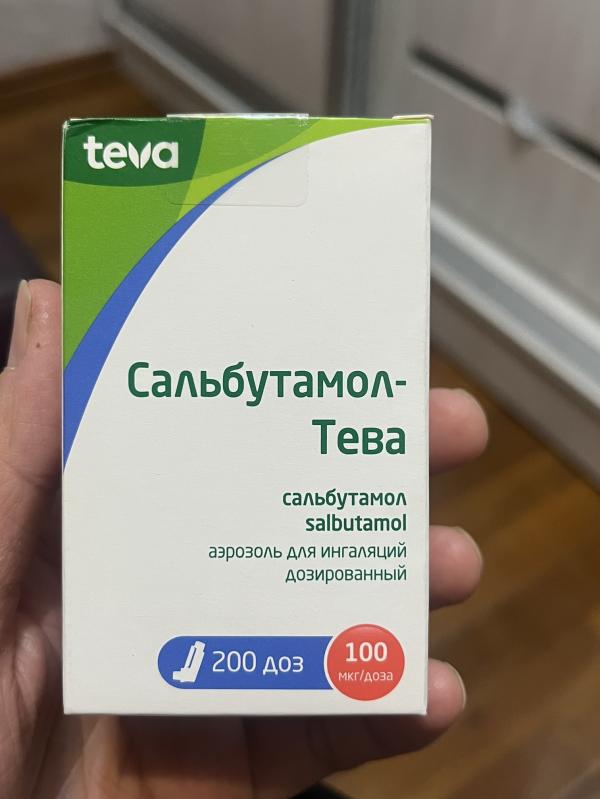 teva
Сальбутамол-
Тева
сальбутамол
salbutamol
аэрозоль для ингаляций
дозированный
200 доз
100
мкг/доза